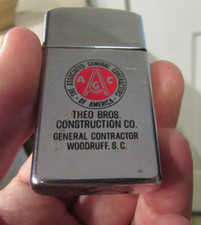 THE ASSOCIATED GENERAL CONTRACTORS
AGC
OF AMERICA
THEO BROS.
CONSTRUCTION CO.
GENERAL CONTRACTOR
WOODRUFF, S. C.